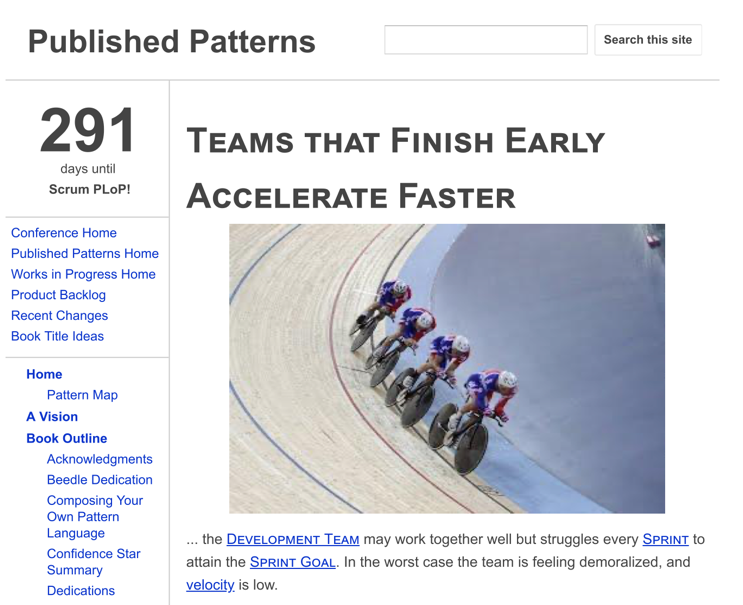 Published Patterns
Search this site
291
days until
Scrum PLoP!
Conference Home
Published Patterns Home
Works in Progress Home
Product Backlog
Recent Changes
Book Title Ideas
Home
Pattern Map
A Vision
Book Outline
Acknowledgments
Beedle Dedication
Composing Your
Own Pattern
Language
Confidence Star
Summary
Dedications
Teams that Finish Early
Accelerate Faster
... the Development Team may work together well but struggles every Sprint to
attain the Sprint Goal. In the worst case the team is feeling demoralized, and
velocity is low.